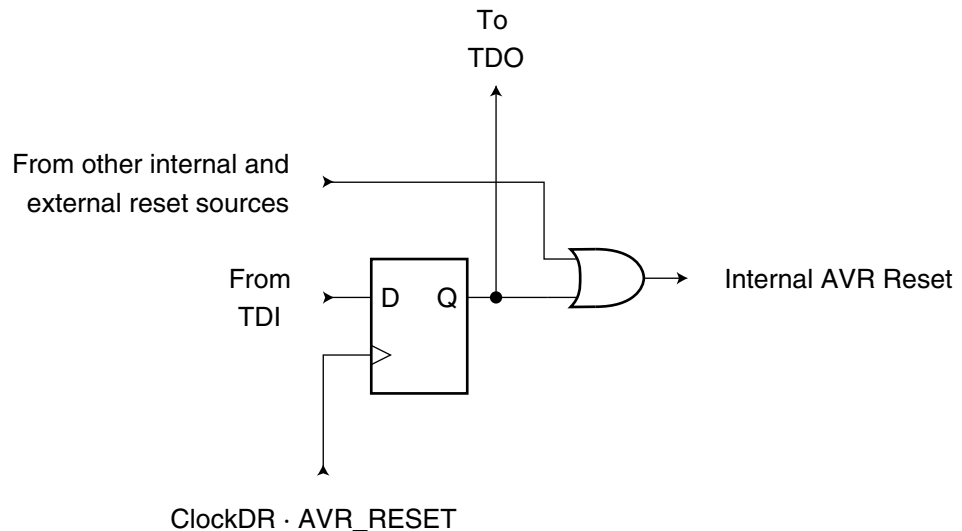 To
TDO
From other internal and
external reset sources
From
TDI
D Q
Internal AVR Reset
ClockDR · AVR_RESET